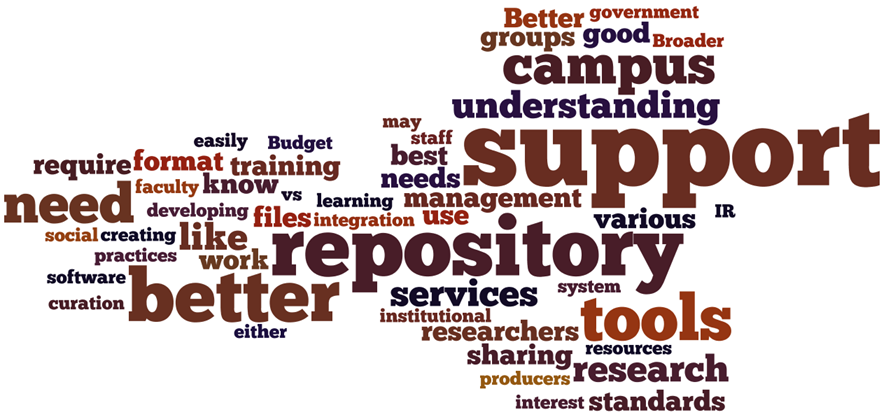 Better government
groups good Broader
campus
understanding
may
staff
support
easily Budget
best
require format training
needs management
faculty know
vs
learning
need
developing files integration use
various IR
social creating like
repository
practices work
software
better
services system
curation
institutional
either
researchers tools
sharing resources
producers research
interest standards